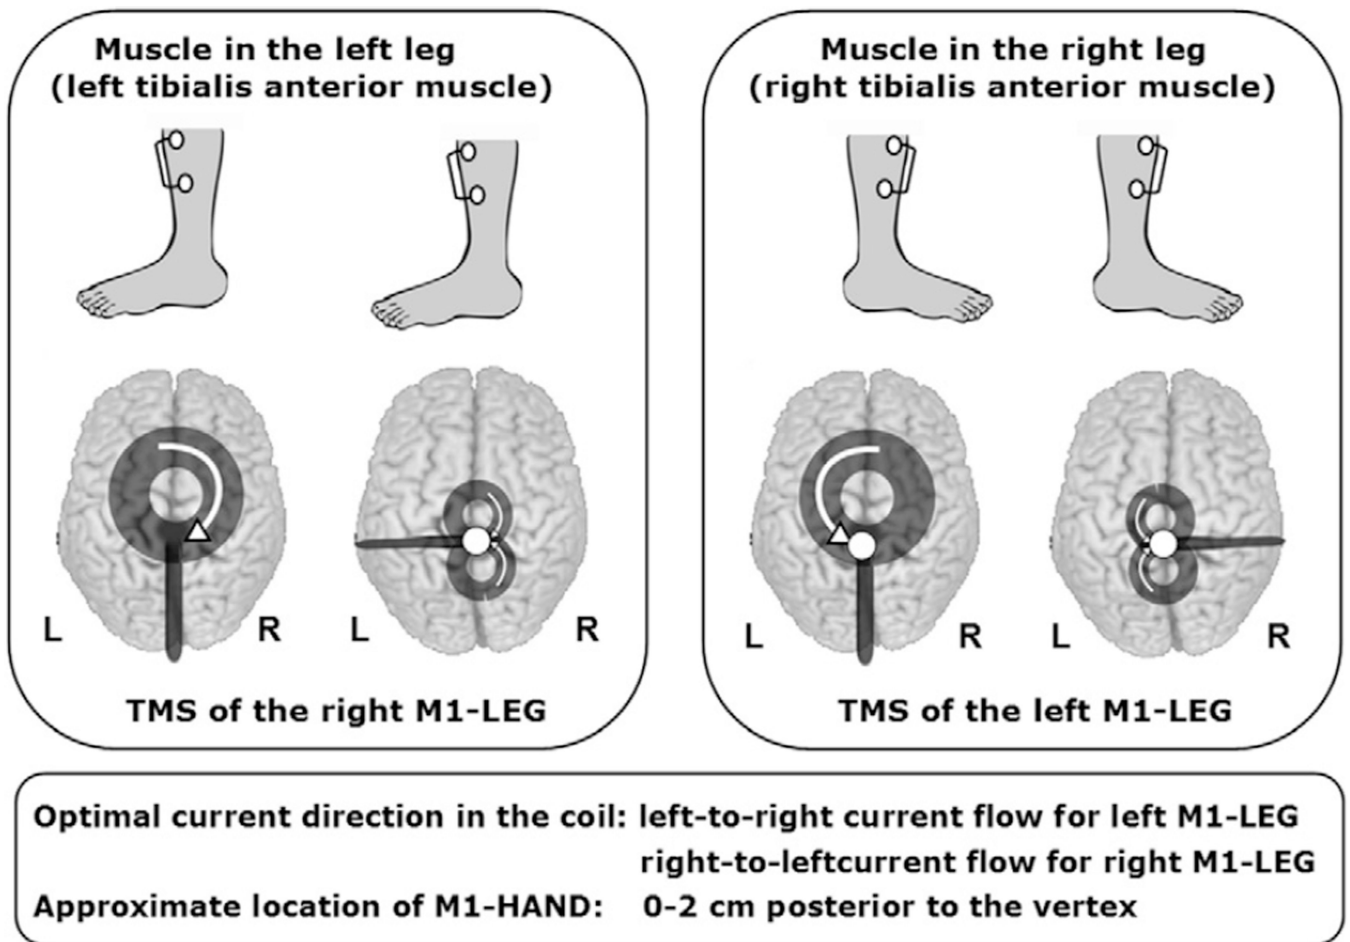 Muscle in the left leg
(left tibialis anterior muscle)
L
R
L
R
TMS of the right M1-LEG
Muscle in the right leg
(right tibialis anterior muscle)
L
R
L
R
TMS of the left M1-LEG
Optimal current direction in the coil: left-to-right current flow for left M1-LEG
right-to-leftcurrent flow for right M1-LEG
Approximate location of M1-HAND: 0-2 cm posterior to the vertex